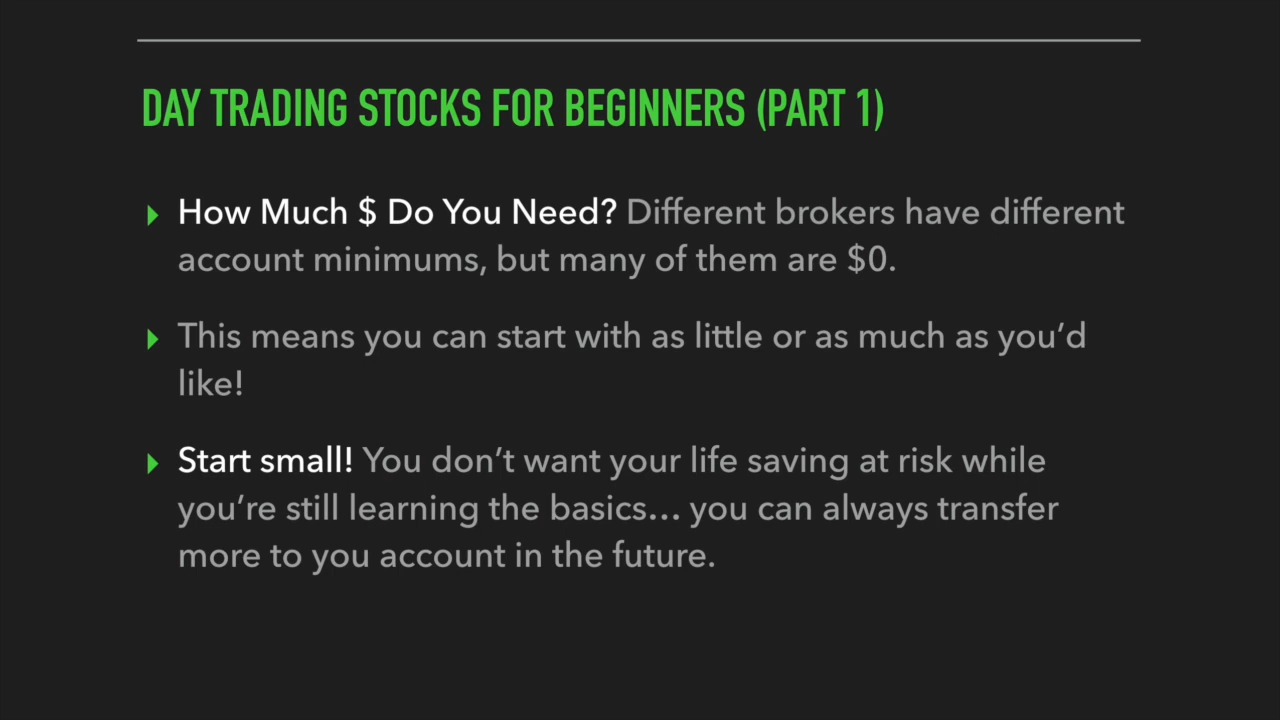 DAY TRADING STOCKS FOR BEGINNERS (PART 1)
How Much $ Do You Need? Different brokers have different
account minimums, but many of them are $0.
This means you can start with as little or as much as you’d
like!
Start small! You don’t want your life saving at risk while
you’re still learning the basics… you can always transfer
more to you account in the future.